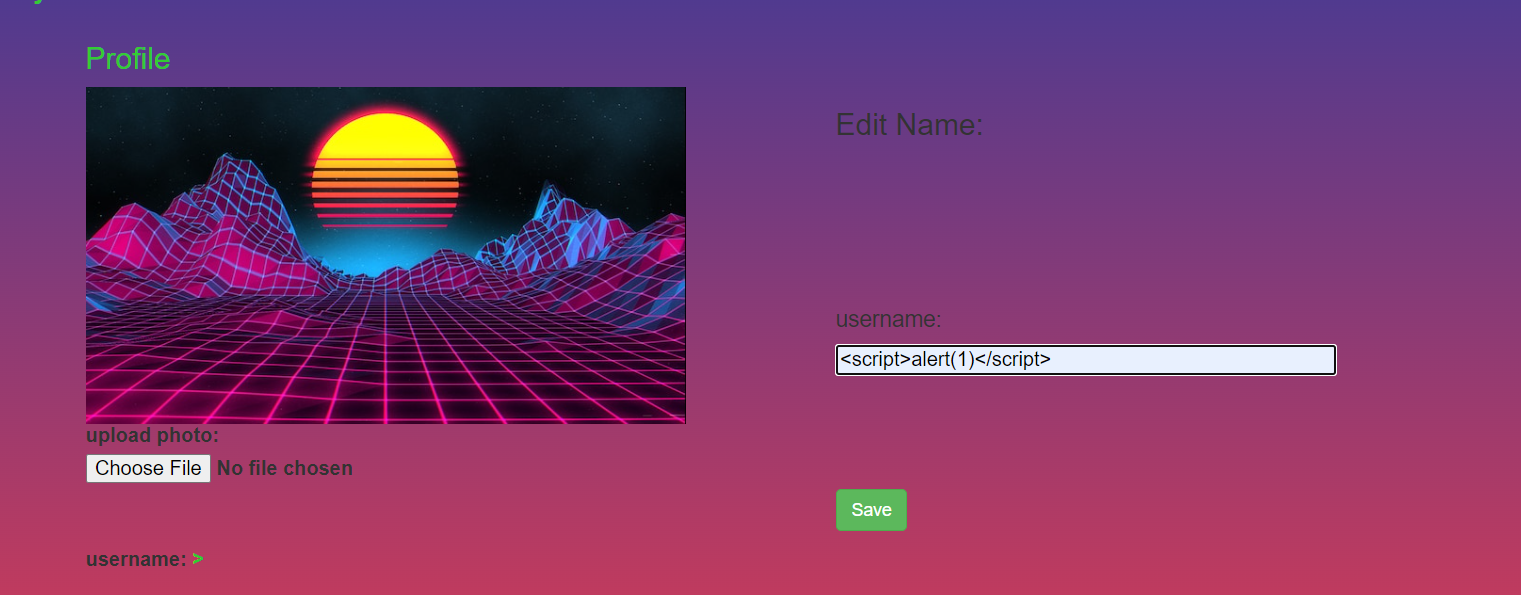 Profile
Edit Name:
username:
<script>alert(1)</script>
upload photo:
Choose File No file chosen
Save
username: >